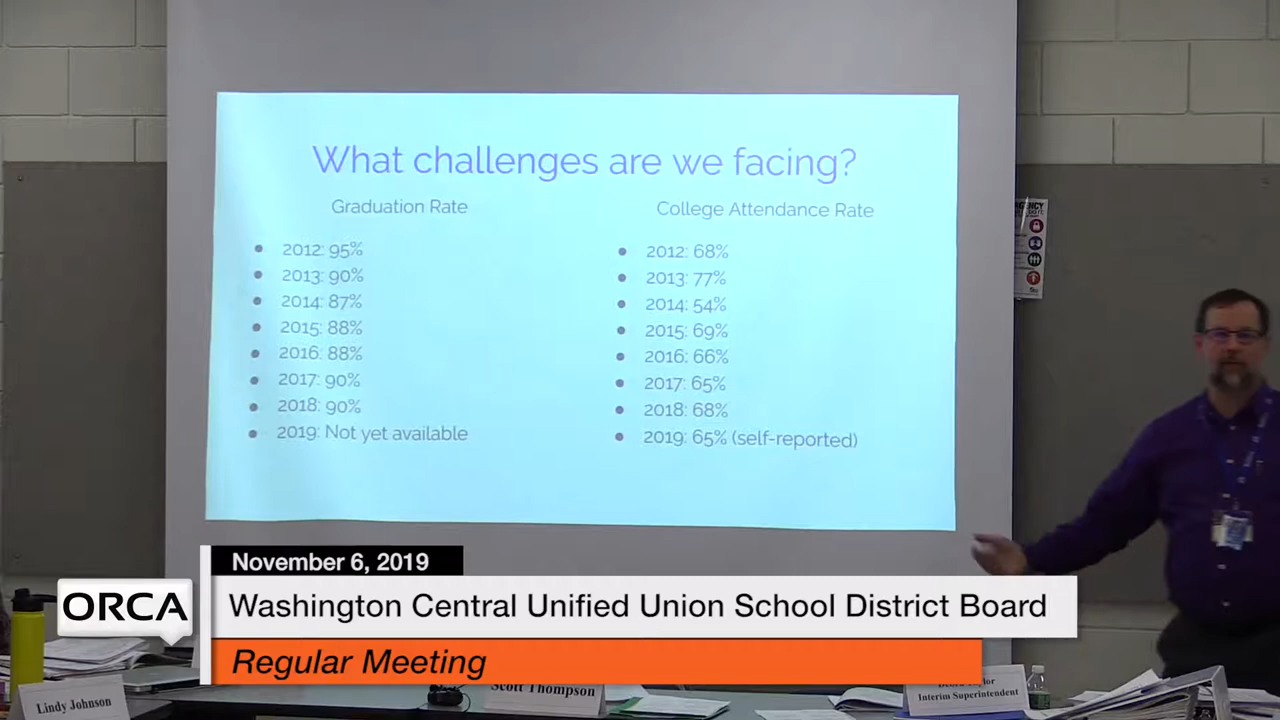 What challenges are we facing?
Graduation Rate
2012: 95%
2013: 90%
2014: 87%
2015: 88%
2016: 88%
2017: 90%
2018: 90%
2019: Not yet available
College Attendance Rate
2012: 68%
2013: 77%
2014: 54%
2015: 69%
2016: 66%
2017: 65%
2018: 68%
2019: 65% (self-reported)
November 6, 2019
ORCA
Washington Central Unified Union School District Board
Regular Meeting
Lindy Johnson
Scott Thompson
Interim Superintendent